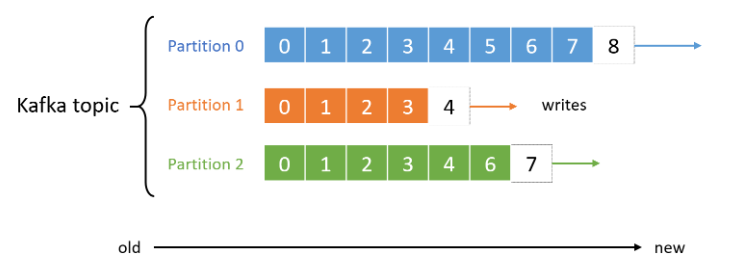 Partition 0 0 1 2 3 4 5 6 7 8
Kafka topic
Partition 1 0 1 2 3 4 writes
Partition 2 0 1 2 3 4 6 7
old new